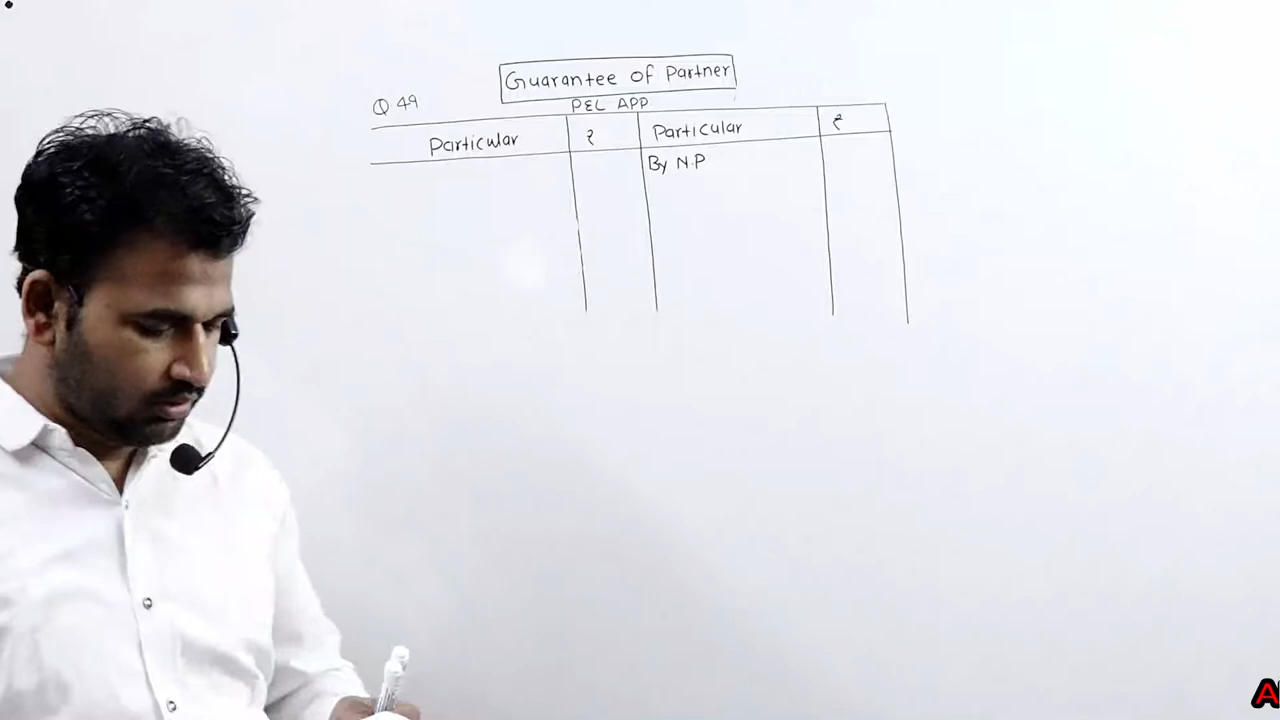 Guarantee of Partner
Q 49
P&L APP
Particular ₹ Particular ₹
By N.P
A